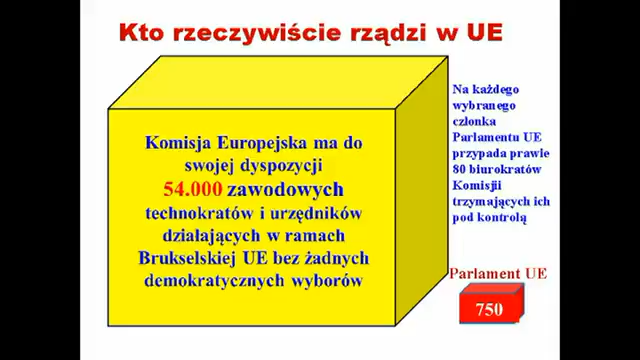 Kto rzeczywiście rządzi w UE
Komisja Europejska ma do
swojej dyspozycji
54.000 zawodowych
technokratów i urzędników
działających w ramach
Brukselskiej UE bez żadnych
demokratycznych wyborów
Na każdego
wybranego
członka
Parlamentu UE
przypada prawie
80 biurokratów
Komisjii
trzymających ich
pod kontrolą
Parlament UE
750